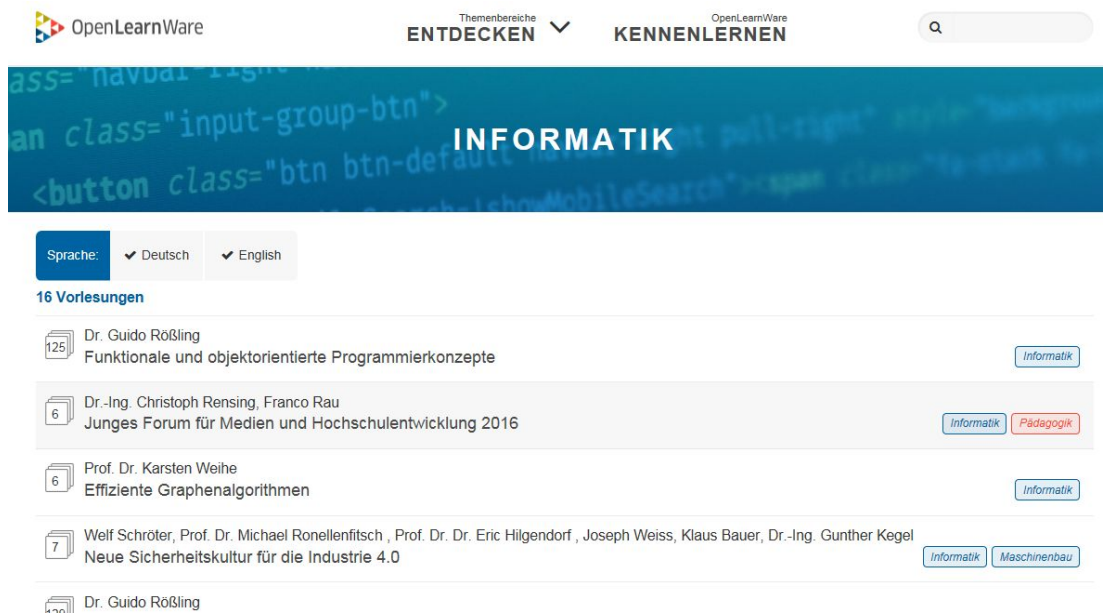 OpenLearnWare
Themenbereiche
ENTDECKEN
OpenLearnWare
KENNENLERNEN
class="input-group-btn">
<button class="btn btn-default
INFORMATIK
Sprache: Deutsch English
16 Vorlesungen
Dr. Guido Rößling
125
Funktionale und objektorientierte Programmierkonzepte
Informatik
Dr.-Ing. Christoph Rensing, Franco Rau
6
Junges Forum für Medien und Hochschulentwicklung 2016
Informatik Pädagogik
Prof. Dr. Karsten Weihe
6
Effiziente Graphenalgorithmen
Informatik
Welf Schröter, Prof. Dr. Michael Ronellenfitsch , Prof. Dr. Dr. Eric Hilgendorf , Joseph Weiss, Klaus Bauer, Dr.-Ing. Gunther Kegel
7
Neue Sicherheitskultur für die Industrie 4.0
Informatik Maschinenbau
Dr. Guido Rößling